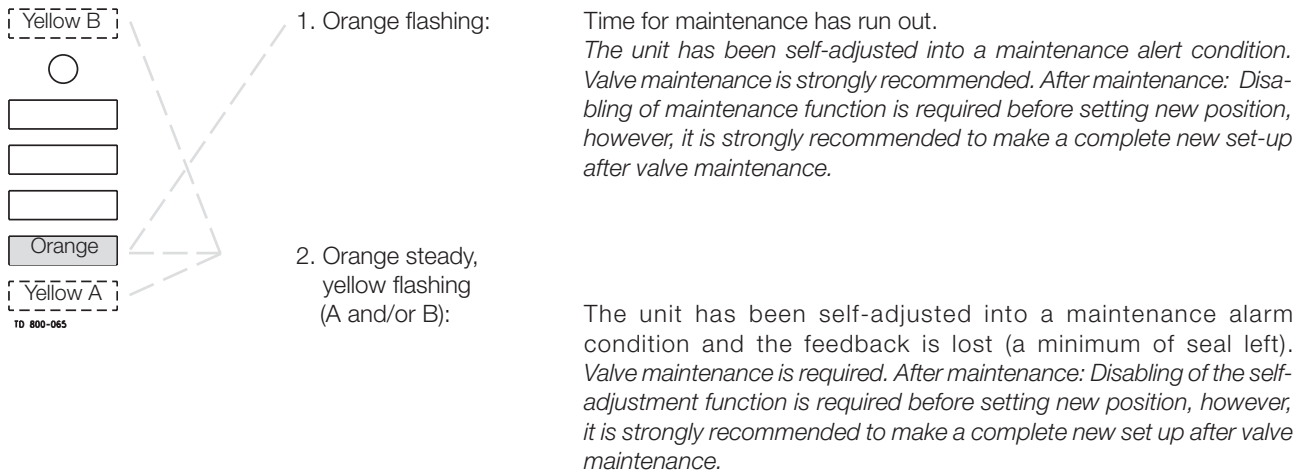 Yellow B
Orange
Yellow A
TD 800-065
1. Orange flashing:
Time for maintenance has run out.
The unit has been self-adjusted into a maintenance alert condition.
Valve maintenance is strongly recommended. After maintenance: Disa-
bling of maintenance function is required before setting new position,
however, it is strongly recommended to make a complete new set-up
after valve maintenance.
2. Orange steady,
yellow flashing
(A and/or B):
The unit has been self-adjusted into a maintenance alarm
condition and the feedback is lost (a minimum of seal left).
Valve maintenance is required. After maintenance: Disabling of the self-
adjustment function is required before setting new position, however,
it is strongly recommended to make a complete new set up after valve
maintenance.